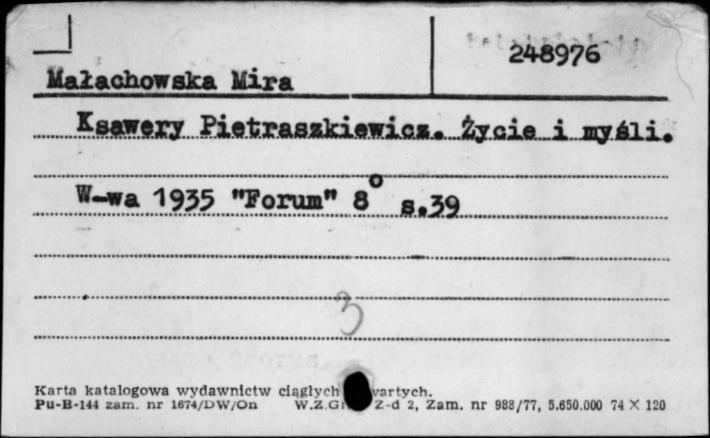 248976
Małachowska Mira
Ksawery Pietraszkiewicz. Życie i myśli.
W-wa 1935 "Forum" 8° s.39
3
Karta katalogowa wydawnictw ciągłych wartych.
Pu-B-144 zam. nr 1674/DW/On W.Z.G Z-d 2, Zam. nr 988/77, 5.650.000 74 X 120